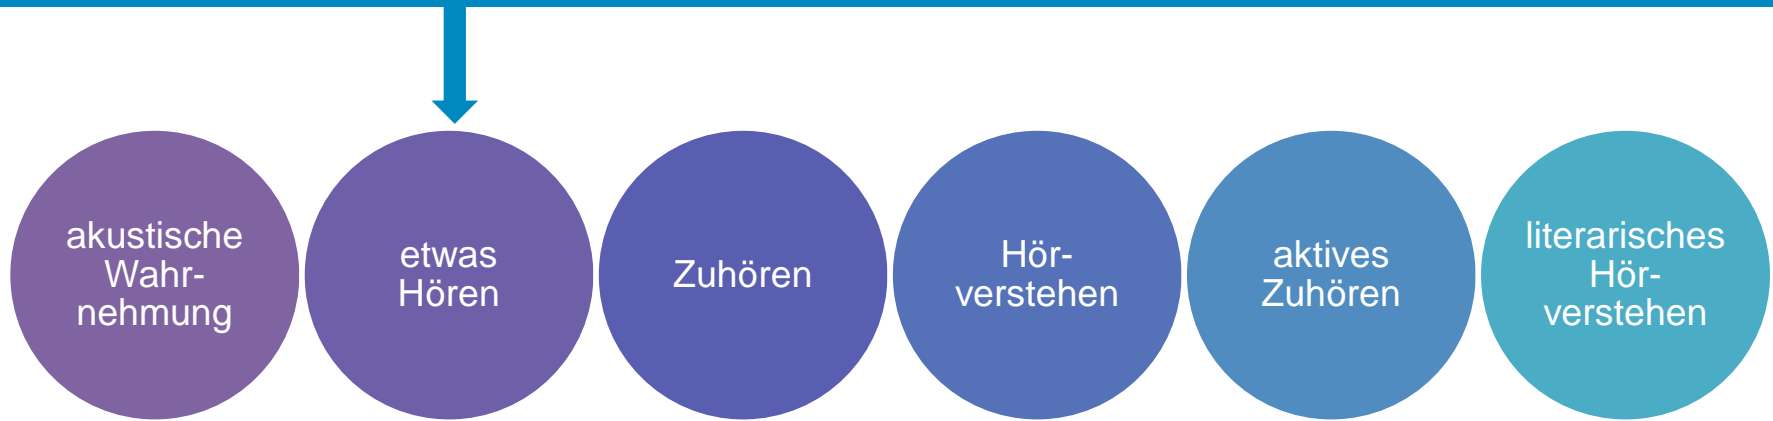 akustische
Wahr-
nehmung
etwas
Hören
Zuhören
Hör-
verstehen
aktives
Zuhören
literarisches
Hör-
verstehen